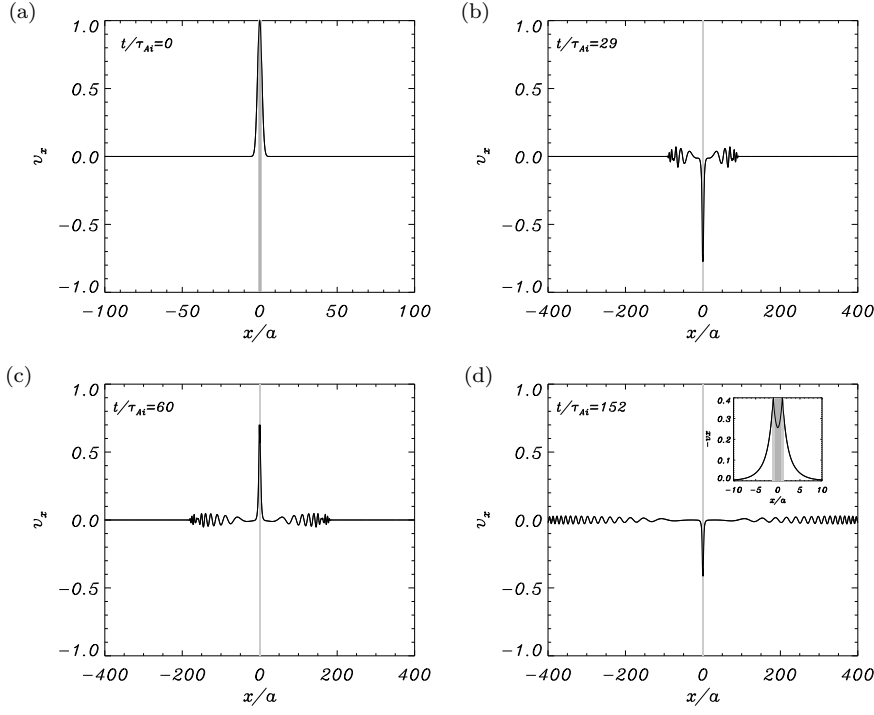 (a)
t/τAi=0
1.0
0.5
0.0
−0.5
−1.0
vx
−100 −50 0 50 100
x/a
(b)
t/τAi=29
1.0
0.5
0.0
−0.5
−1.0
vx
−400 −200 0 200 400
x/a
(c)
t/τAi=60
1.0
0.5
0.0
−0.5
−1.0
vx
−400 −200 0 200 400
x/a
(d)
t/τAi=152
1.0
0.5
0.0
−0.5
−1.0
vx
−400 −200 0 200 400
x/a
0.4
0.3
0.2
0.1
0.0
−vx
−10 −5 0 5 10
x/a